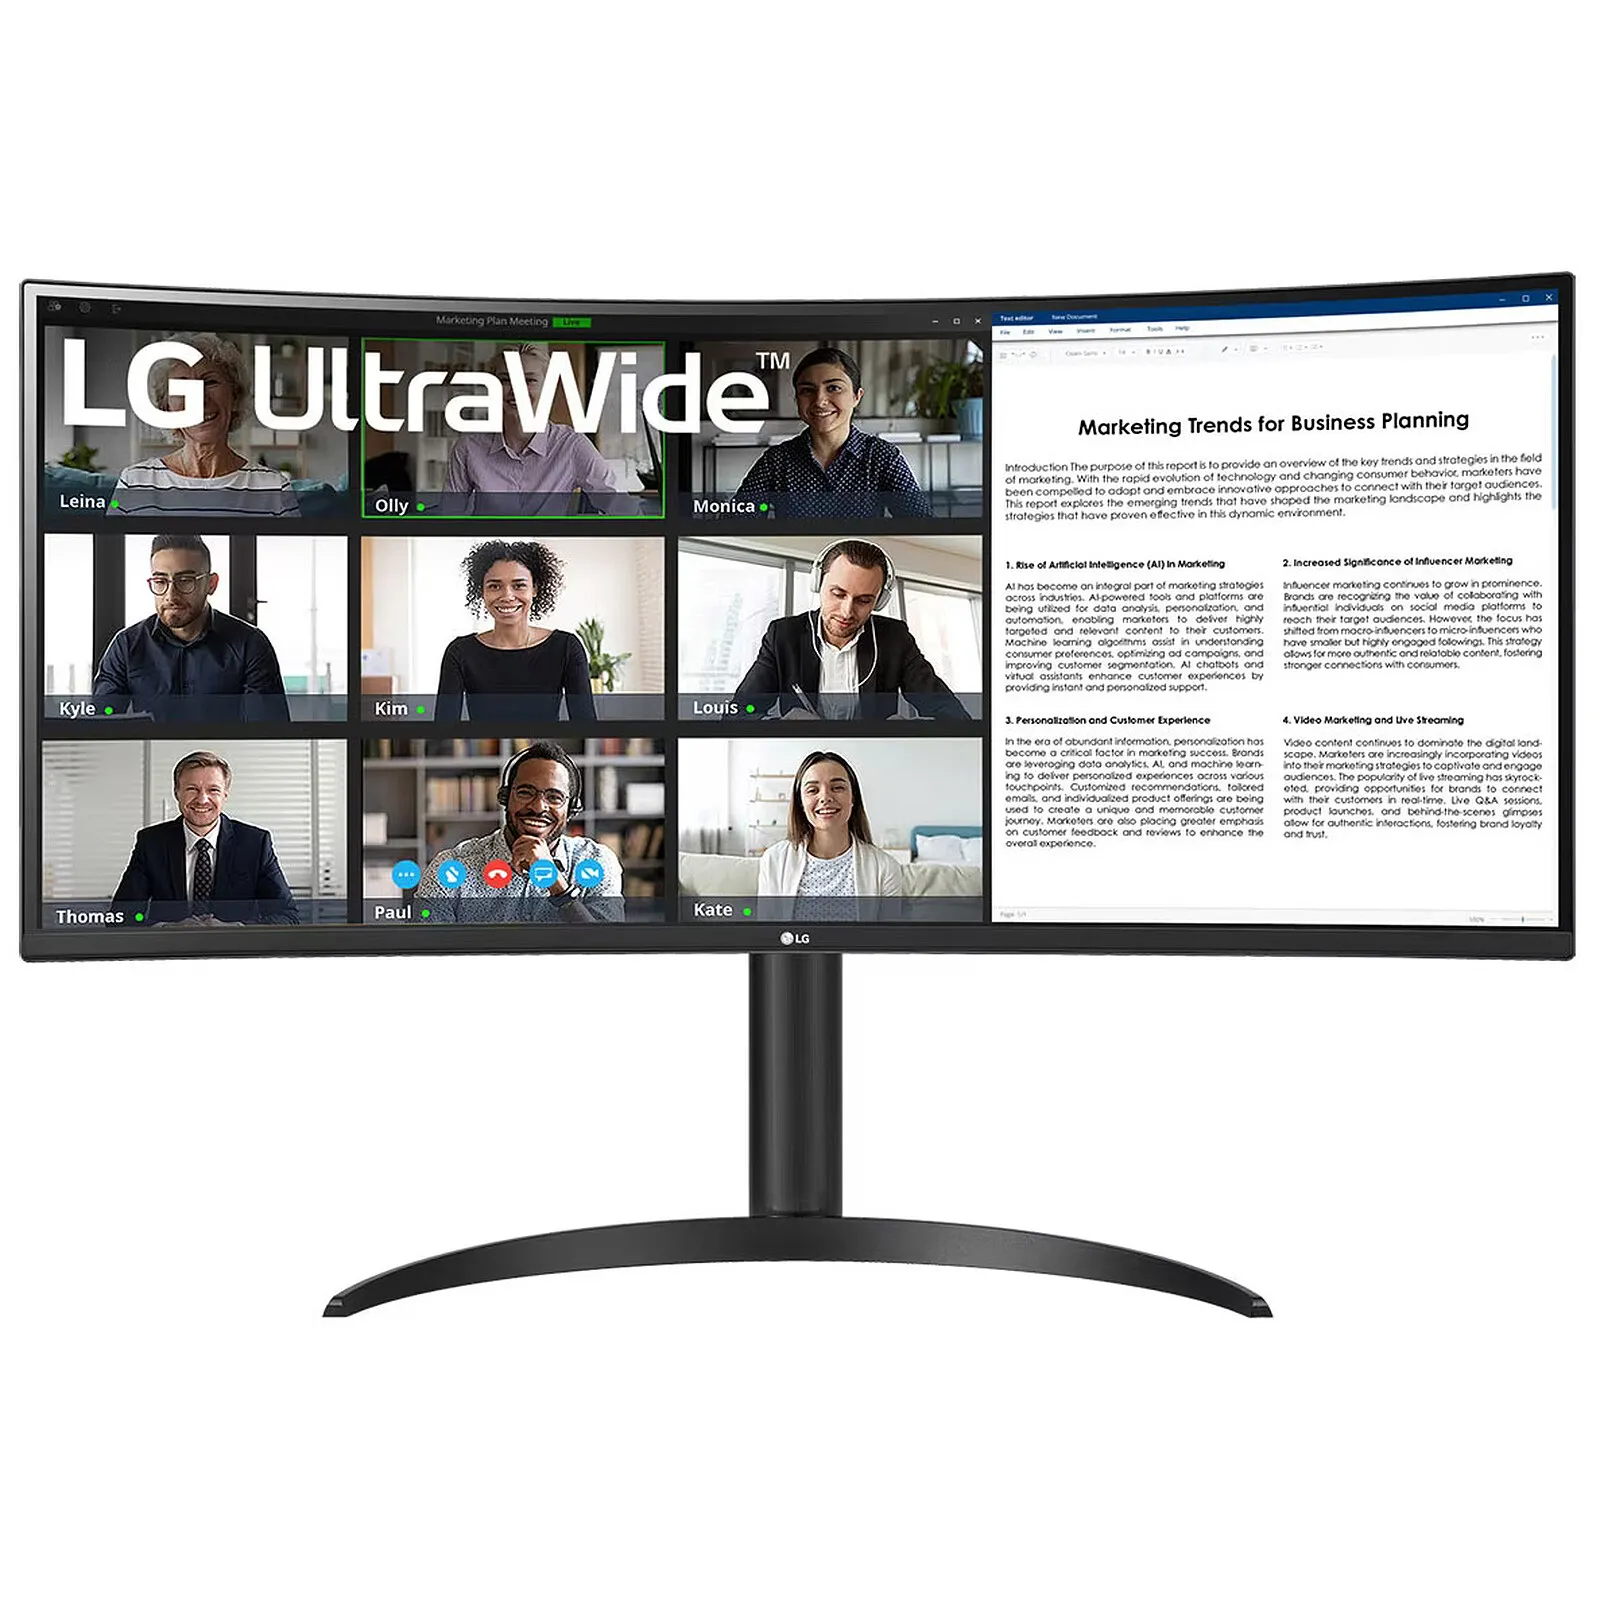 Marketing Plan Meeting Live
LG UltraWide™
Leina
Olly
Monica
Kyle
Kim
Louis
Thomas
Paul
Kate
Text editor New Document
File Edit View Insert Format Tools Help
Marketing Trends for Business Planning
Introduction The purpose of this report is to provide an overview of the key trends and strategies in the field
of marketing. With the rapid evolution of technology and changing consumer behavior, marketers have
been compelled to adapt and embrace innovative approaches to connect with their target audiences.
This report explores the emerging trends that have shaped the marketing landscape and highlights the
strategies that have proven effective in this dynamic environment.
1. Rise of Artificial Intelligence (AI) in Marketing
AI has become an integral part of marketing strategies
across industries. AI-powered tools and platforms are
being utilized for data analysis, personalization, and
automation, enabling marketers to deliver highly
targeted and relevant content to their customers.
Machine learning algorithms assist in understanding
consumer preferences, optimizing ad campaigns, and
improving customer segmentation. AI chatbots and
virtual assistants enhance customer experiences by
providing instant and personalized support.
2. Increased Significance of Influencer Marketing
Influencer marketing continues to grow in prominence.
Brands are recognizing the value of collaborating with
influential individuals on social media platforms to
reach their target audiences. However, the focus has
shifted from macro-influencers to micro-influencers who
have smaller but highly engaged followings. This strategy
allows for more authentic and relatable content, fostering
stronger connections with consumers.
3. Personalization and Customer Experience
In the era of abundant information, personalization has
become a critical factor in marketing success. Brands
are leveraging data analytics, AI, and machine learn-
ing to deliver personalized experiences across various
touchpoints. Customized recommendations, tailored
emails, and individualized product offerings are being
used to create a unique and memorable customer
journey. Marketers are also placing greater emphasis
on customer feedback and reviews to enhance the
overall experience.
4. Video Marketing and Live Streaming
Video content continues to dominate the digital land-
scape. Marketers are increasingly incorporating videos
into their marketing strategies to captivate and engage
audiences. The popularity of live streaming has skyrock-
eted, providing opportunities for brands to connect
with their customers in real-time. Live Q&A sessions,
product launches, and behind-the-scenes glimpses
allow for authentic interactions, fostering brand loyalty
and trust.
Page 1/1
100%
LG